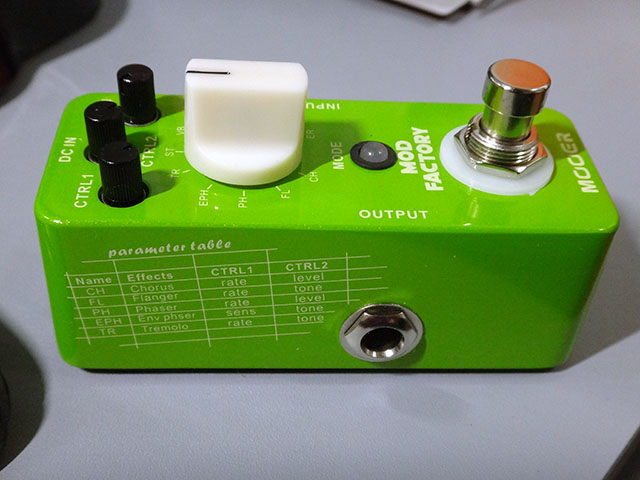 INPUT
DC IN
CTRL2
CTRL1
VB
ST
TR
EPH
PH
FL
CH
ER
MODE
MOD
FACTORY
MOOER
OUTPUT
parameter table
Name Effects CTRL1 CTRL2
CH Chorus rate level
FL Flanger rate tone
PH Phaser rate level
EPH Env phser sens tone
TR Tremolo rate tone